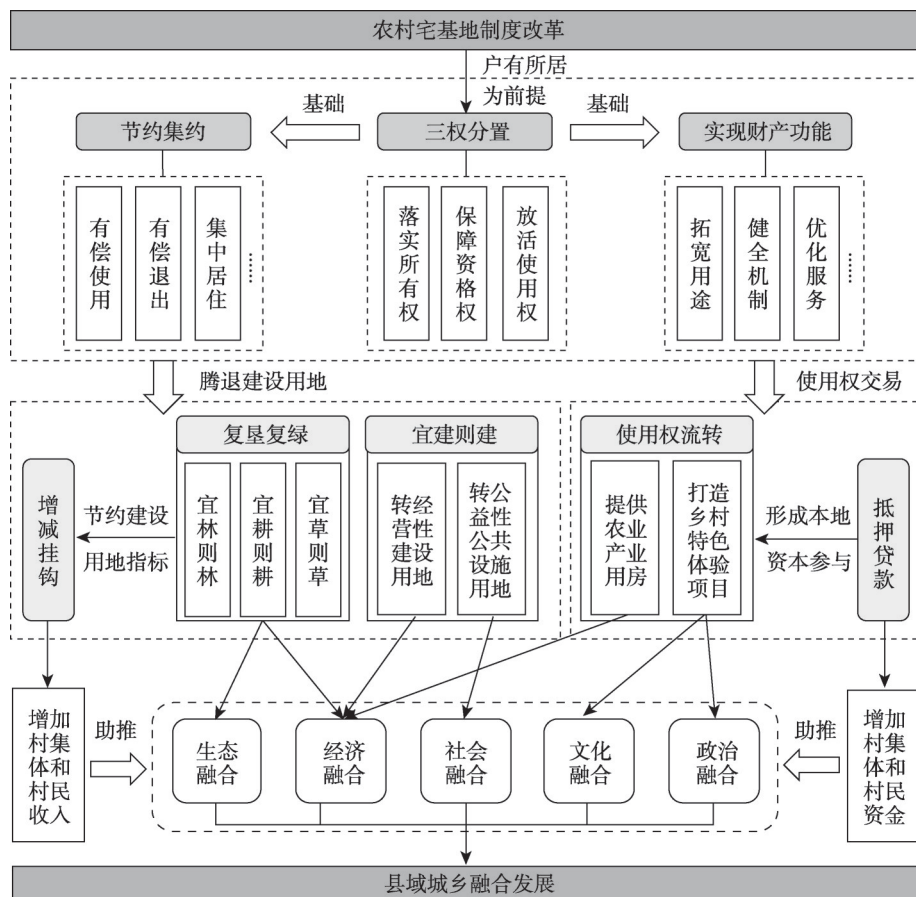 农村宅基地制度改革
户有所居
为前提
基础
基础
节约集约
三权分置
实现财产功能
有偿使用
有偿退出
集中居住
……
落实所有权
保障资格权
放活使用权
拓宽用途
健全机制
优化服务
……
腾退建设用地
使用权交易
复垦复绿
宜建则建
使用权流转
增减挂钩
节约建设
用地指标
宜林则林
宜耕则耕
宜草则草
转经营性建设用地
转公益性公共设施用地
提供农业产业用房
打造乡村特色体验项目
形成本地
资本参与
抵押贷款
增加村集体和村民收入
助推
生态
融合
经济
融合
社会
融合
文化
融合
政治
融合
助推
增加村集体和村民资金
县域城乡融合发展